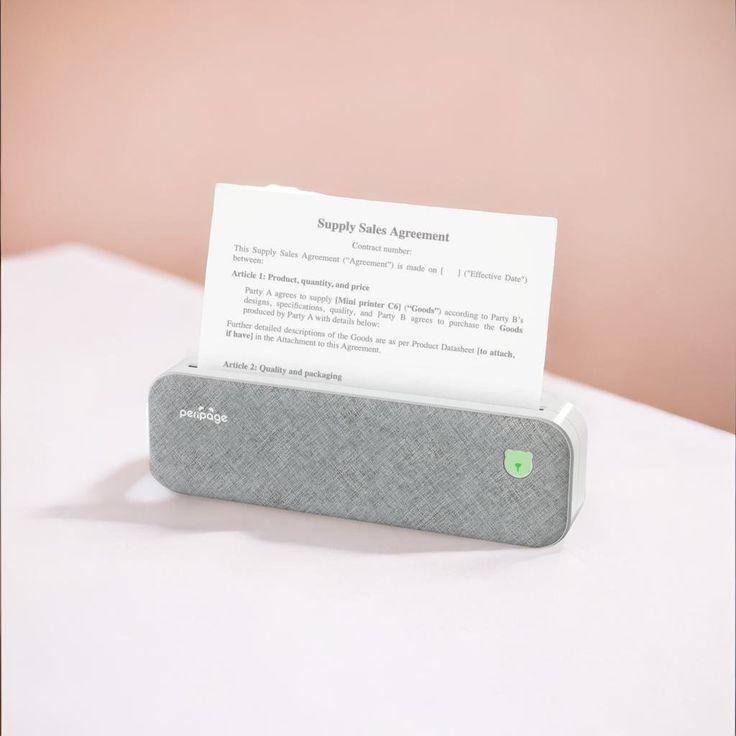 Supply Sales Agreement
Contract number:
This Supply Sales Agreement ("Agreement") is made on [ ] ("Effective Date")
between:
Article 1: Product, quantity, and price
Party A agrees to supply [Mini printer C6] ("Goods") according to Party B's
designs, specifications, quality, and Party B agrees to purchase the Goods
produced by Party A with details below:
Further detailed descriptions of the Goods are as per Product Datasheet [to attach,
if have] in the Attachment to this Agreement.
Article 2: Quality and packaging
peripage